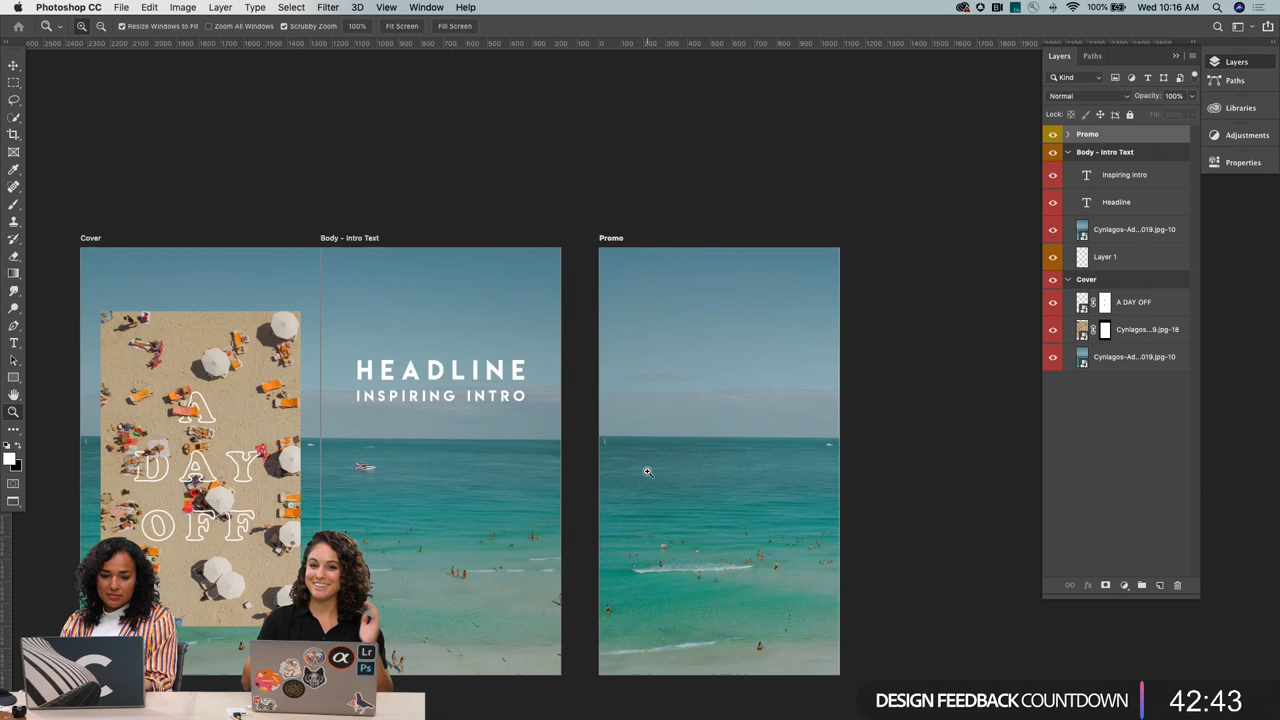 Photoshop CC File Edit Image Layer Type Select Filter 3D View Window Help 100% Wed 10:16 AM
Resize Windows to Fit Zoom All Windows Scrubby Zoom 100% Fit Screen Fill Screen
Layers Paths
Kind
Normal Opacity: 100%
Lock: Fill: 100%
Promo
Body - Intro Text
Inspiring intro
Headline
Cyniagos-Ad...019.jpg-10
Layer 1
Cover
A DAY OFF
Cyniagos...9.jpg-18
Cyniagos-Ad...019.jpg-10
Layers
Paths
Libraries
Adjustments
Properties
Cover
Body - Intro Text
Promo
HEADLINE
INSPIRING INTRO
A
DAY
OFF
Lr
Ps
DESIGN FEEDBACK COUNTDOWN 42:43